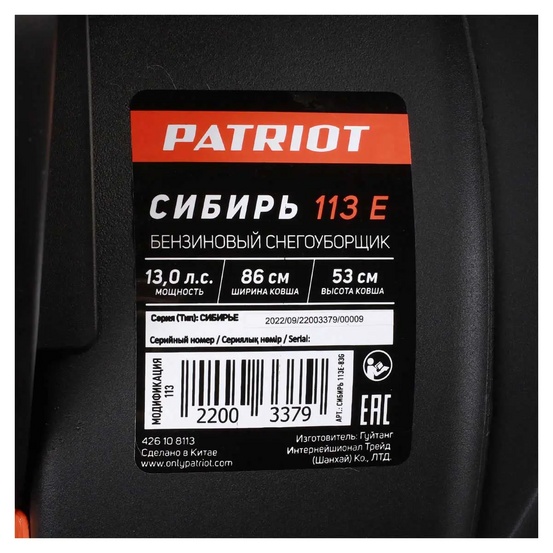 PATRIOT
СИБИРЬ 113 E
БЕНЗИНОВЫЙ СНЕГОУБОРЩИК
13,0 л.с. 86 см 53 см
МОЩНОСТЬ ШИРИНА КОВША ВЫСОТА КОВША
Серия (Тип): СИБИРЬЕ 2022/09/22003379/00009
Серийный номер / Сериялық нөмір / Serial:
МОДИФИКАЦИЯ
113
2200 3379
АРТ.: СИБИРЬ 113E-83G
EAC
426 10 8113
Сделано в Китае
www.onlypatriot.com
Изготовитель: Гуйтанг
Интернейшионал Трейд
(Шанхай) Ко., ЛТД.